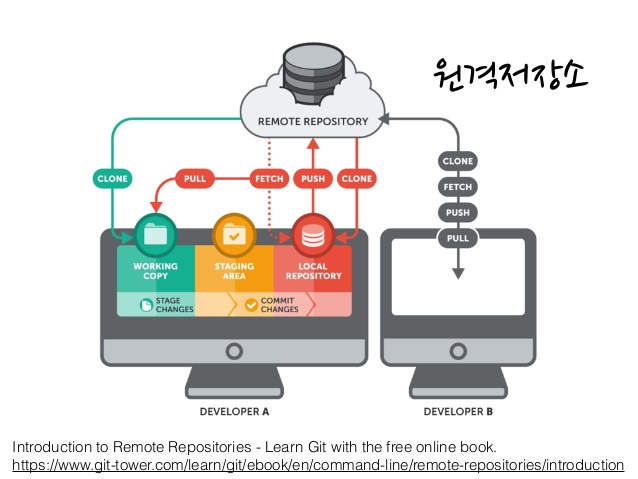 원격저장소
REMOTE REPOSITORY
CLONE
PULL
FETCH
PUSH
CLONE
CLONE
FETCH
PUSH
PULL
WORKING
COPY
STAGING
AREA
LOCAL
REPOSITORY
STAGE
CHANGES
COMMIT
CHANGES
DEVELOPER A
DEVELOPER B
Introduction to Remote Repositories - Learn Git with the free online book.
https://www.git-tower.com/learn/git/ebook/en/command-line/remote-repositories/introduction